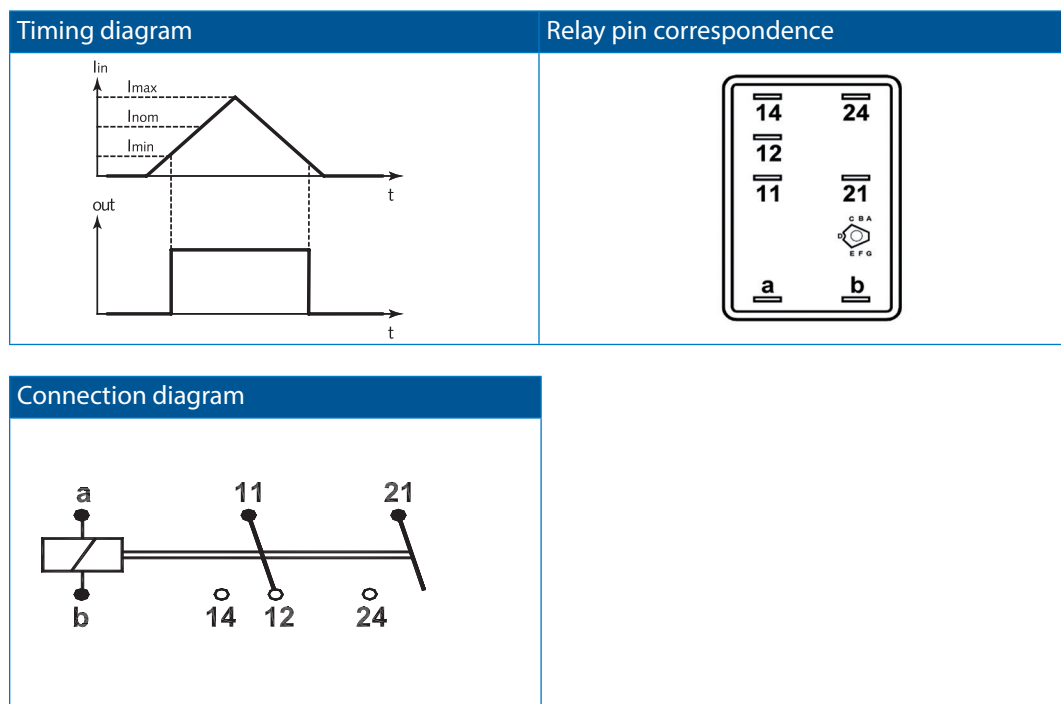 Timing diagram
Iin
Imax
Inom
Imin
t
out
t
Relay pin correspondence
14 24
12
11 21
C B A
D
E F G
a b
Connection diagram
a 11 21
b 14 12 24